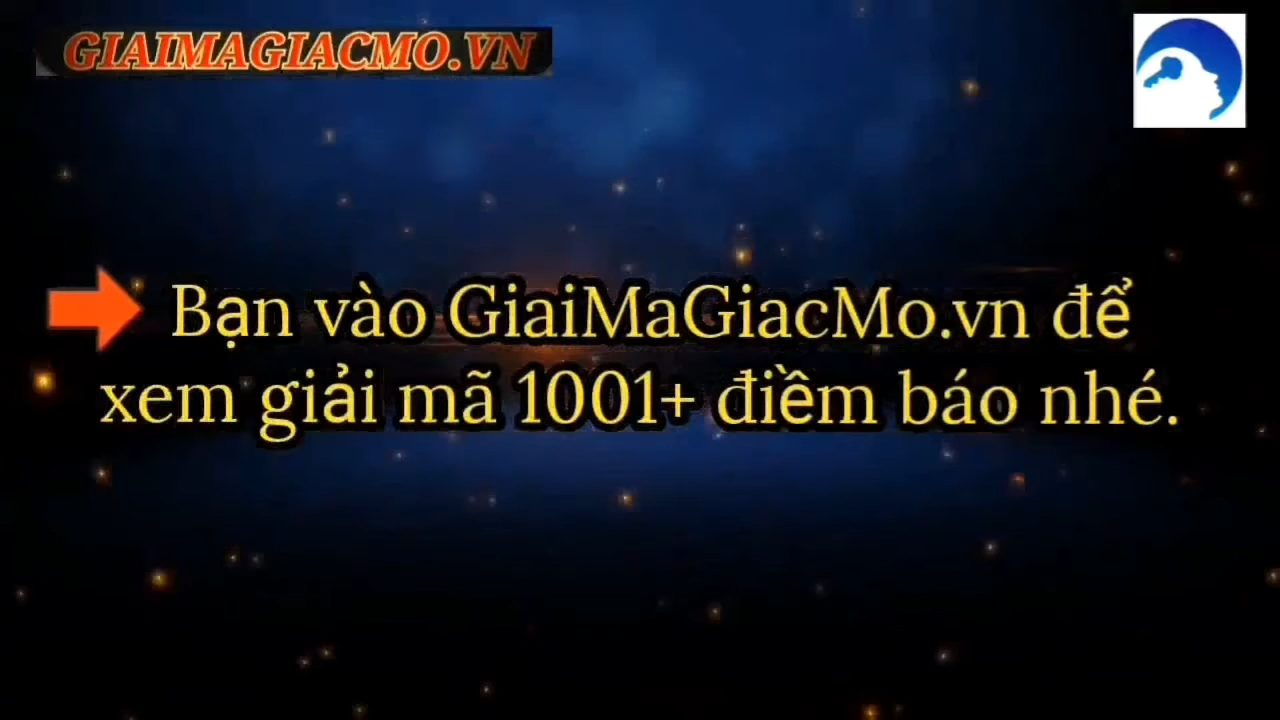 GIAIMAGIACMO.VN
Bạn vào GiaiMaGiacMo.vn để
xem giải mã 1001+ điềm báo nhé.